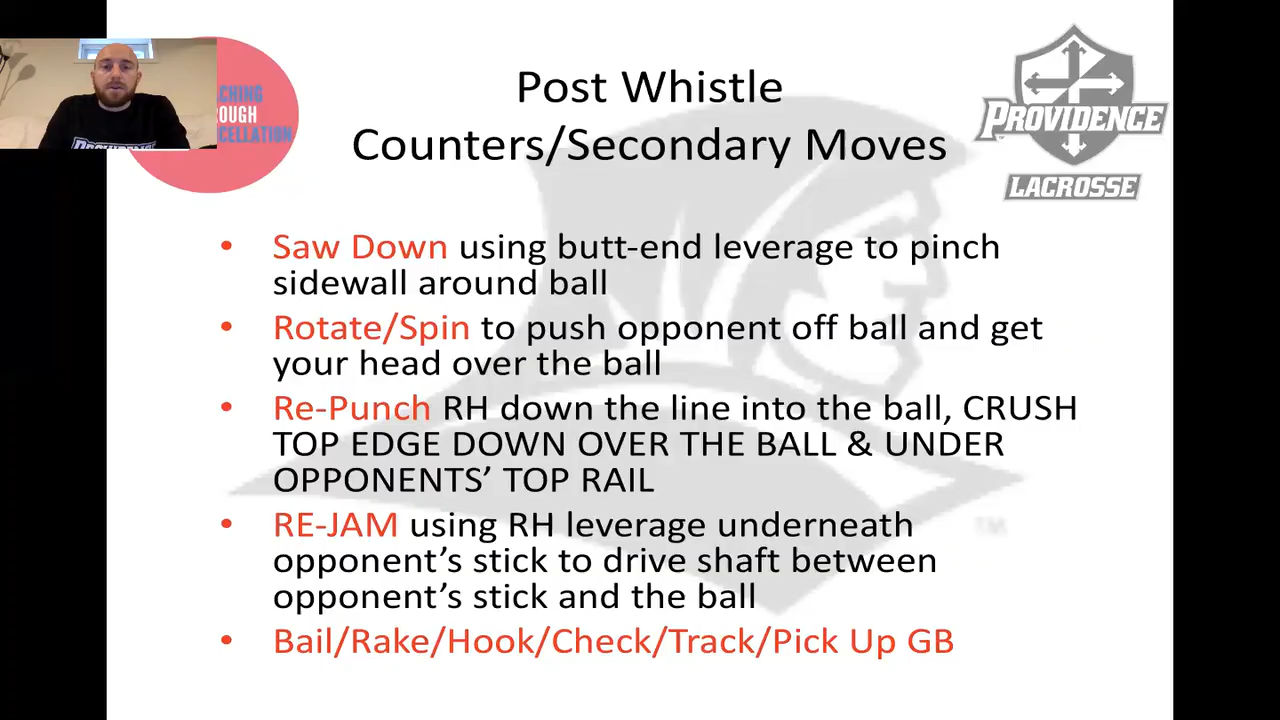 Post Whistle
Counters/Secondary Moves
PROVIDENCE
LACROSSE
• Saw Down using butt-end leverage to pinch
sidewall around ball
• Rotate/Spin to push opponent off ball and get
your head over the ball
• Re-Punch RH down the line into the ball, CRUSH
TOP EDGE DOWN OVER THE BALL & UNDER
OPPONENTS’ TOP RAIL
• RE-JAM using RH leverage underneath
opponent’s stick to drive shaft between
opponent’s stick and the ball
• Bail/Rake/Hook/Check/Track/Pick Up GB
TM